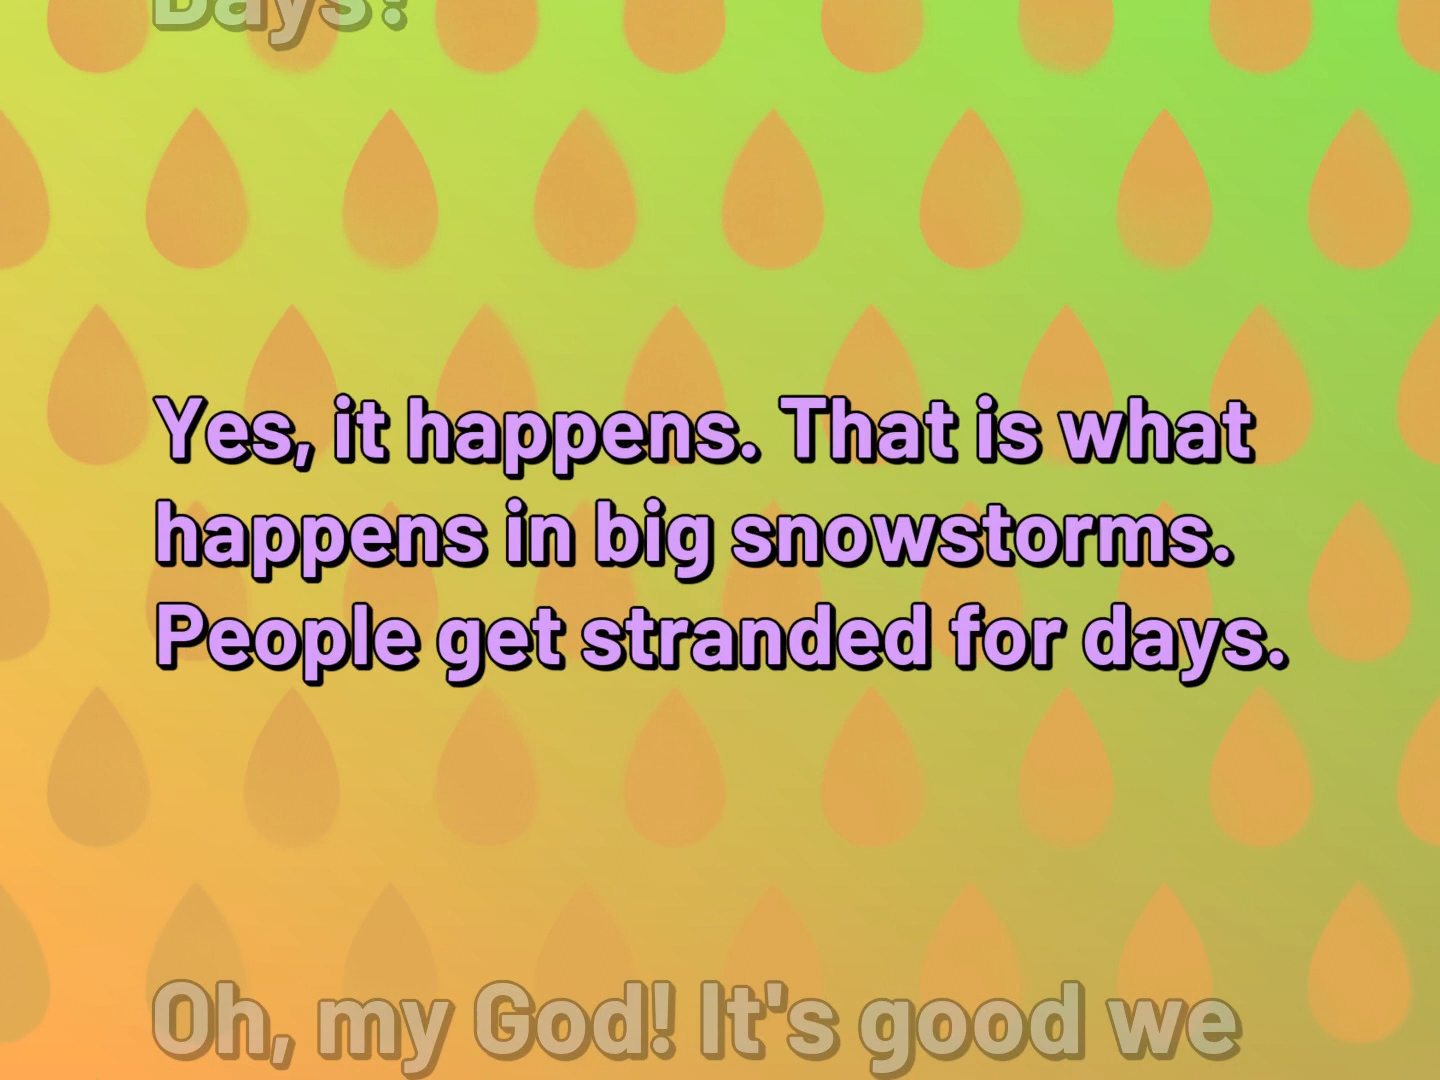 Days?
Yes, it happens. That is what
happens in big snowstorms.
People get stranded for days.
Oh, my God! It's good we